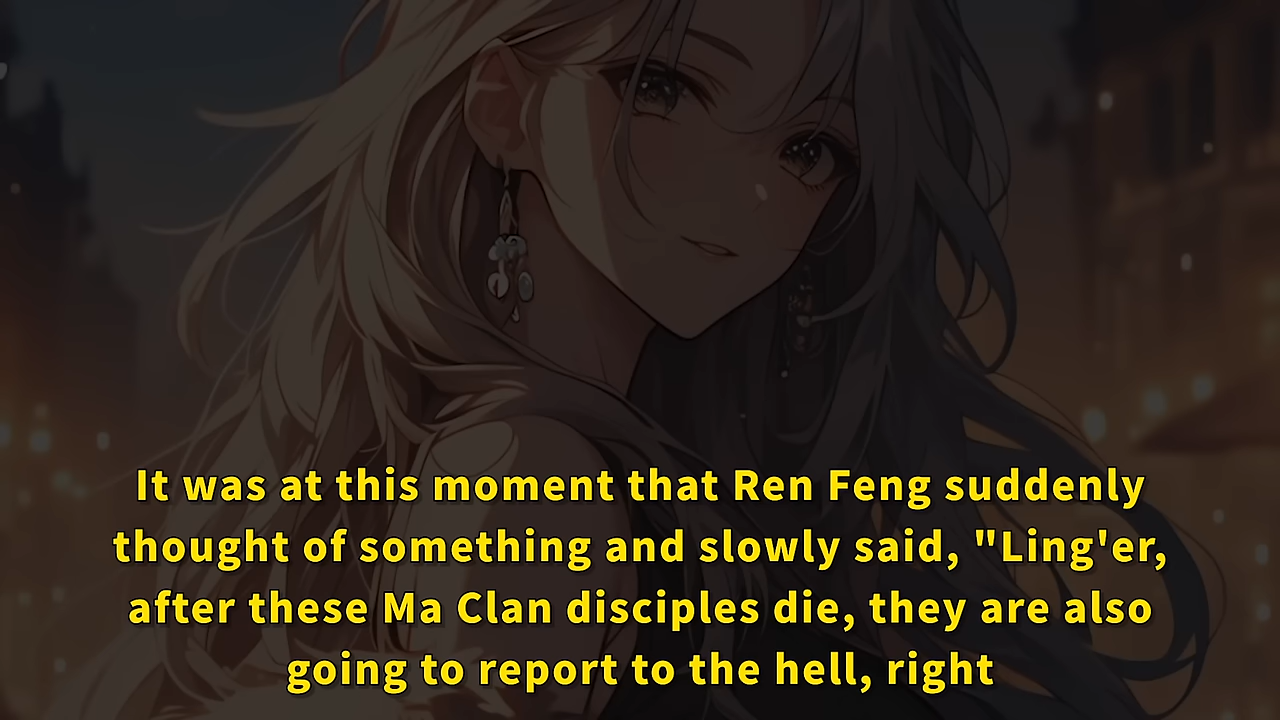 It was at this moment that Ren Feng suddenly
thought of something and slowly said, "Ling'er,
after these Ma Clan disciples die, they are also
going to report to the hell, right